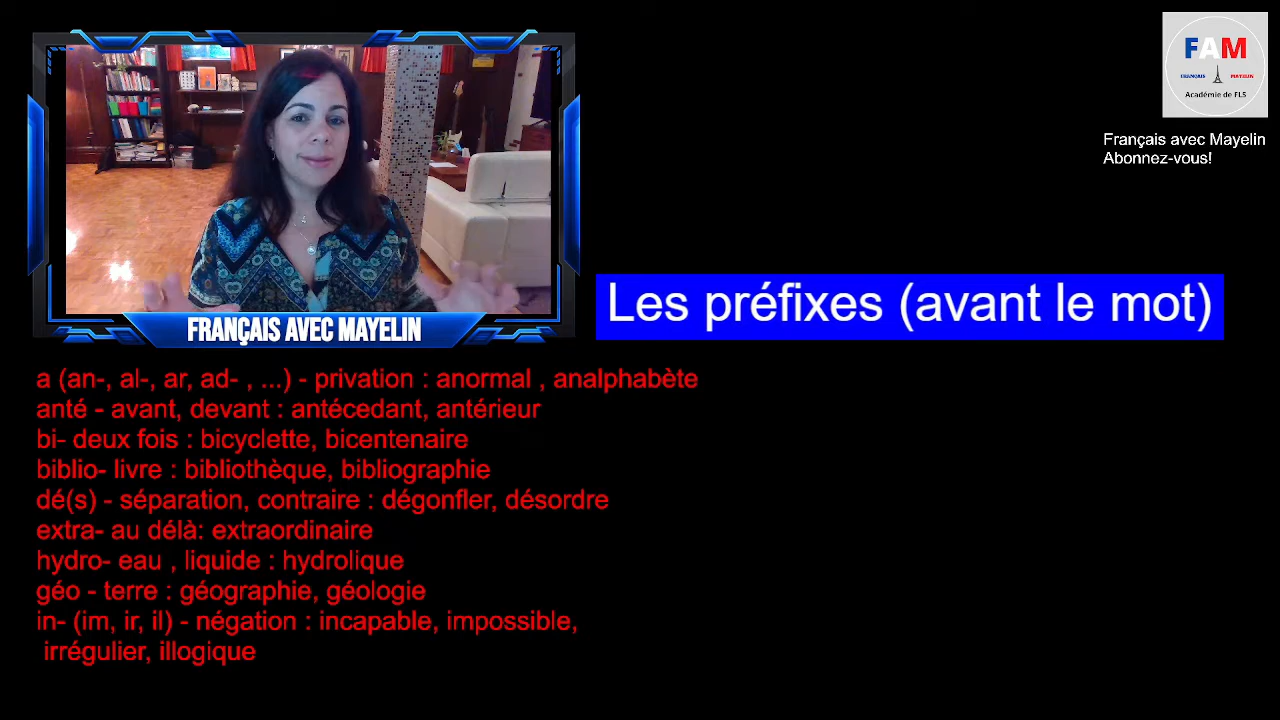 FAM
FRANÇAIS MAYELIN
Académie de FLS
Français avec Mayelin
Abonnez-vous!
FRANÇAIS AVEC MAYELIN
Les préfixes (avant le mot)
a (an-, al-, ar, ad- , ...) - privation : anormal , analphabète
anté - avant, devant : antécedant, antérieur
bi- deux fois : bicyclette, bicentenaire
biblio- livre : bibliothèque, bibliographie
dé(s) - séparation, contraire : dégonfler, désordre
extra- au délà: extraordinaire
hydro- eau , liquide : hydrolique
géo - terre : géographie, géologie
in- (im, ir, il) - négation : incapable, impossible,
irrégulier, illogique